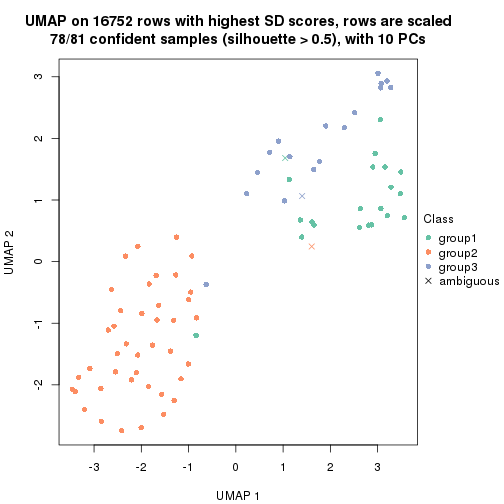 UMAP on 16752 rows with highest SD scores, rows are scaled
78/81 confident samples (silhouette > 0.5), with 10 PCs
3
2
1
0
-1
-2
UMAP 2
-3
-2
-1
0
1
2
3
UMAP 1
Class
group1
group2
group3
ambiguous